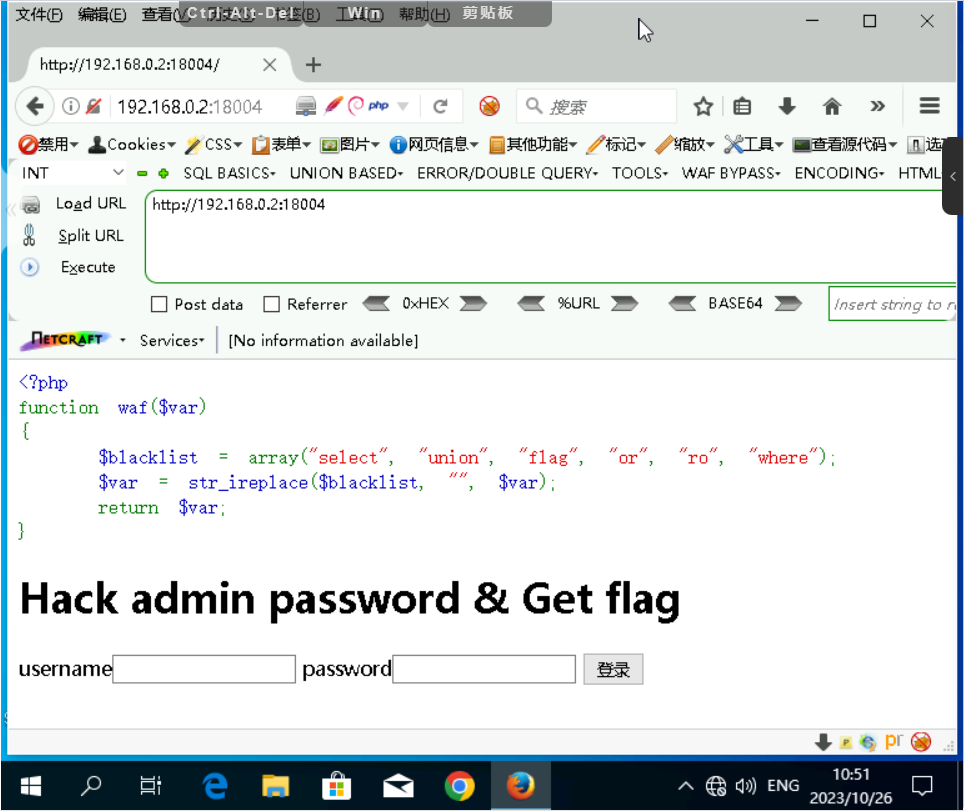 文件(F) 编辑(E) 查看(V) Ctrl-Alt-Del 书签(B) 工具(T) Win 帮助(H) 剪贴板
http://192.168.0.2:18004/
192.168.0.2:18004 php 搜索
禁用 Cookies CSS 表单 图片 网页信息 其他功能 标记 缩放 工具 查看源代码
INT SQL BASICS UNION BASED ERROR/DOUBLE QUERY TOOLS WAF BYPASS ENCODING HTML
Load URL http://192.168.0.2:18004
Split URL
Execute
Post data Referrer 0xHEX %URL BASE64 Insert string to r
NETCRAFT Services [No information available]
<?php
function waf($var)
{
$blacklist = array("select", "union", "flag", "or", "ro", "where");
$var = str_ireplace($blacklist, "", $var);
return $var;
}
Hack admin password & Get flag
username password 登录
ENG 10:51
2023/10/26